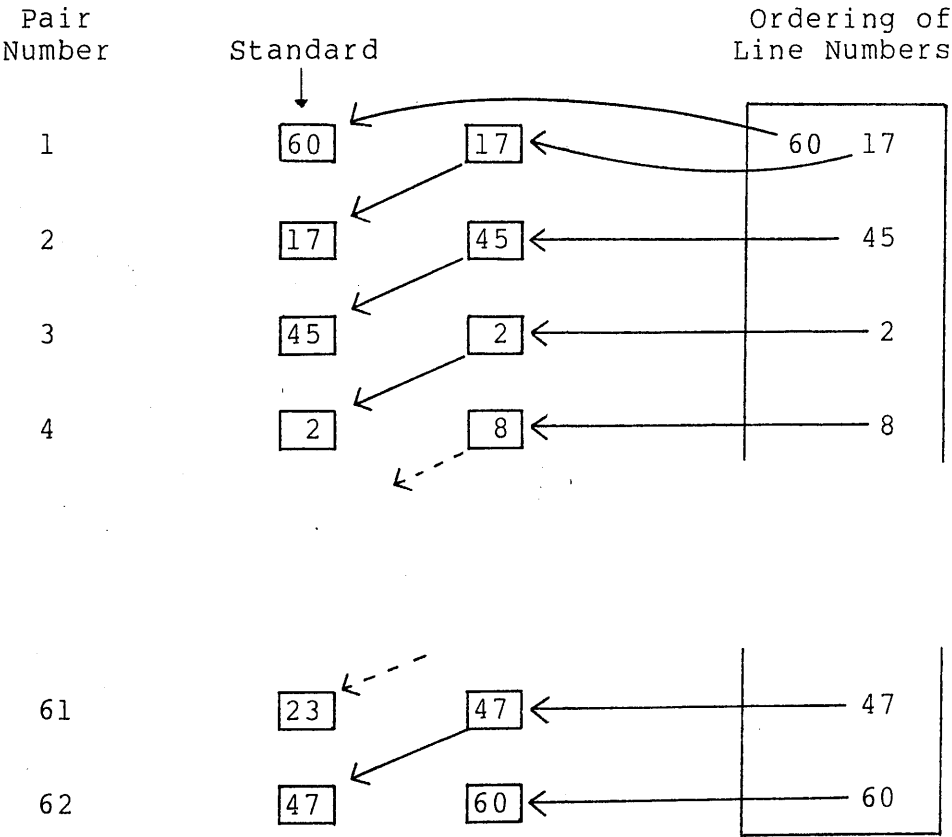 Pair Ordering of
Number Standard Line Numbers
1 60 17 60 17
2 17 45 45
3 45 2 2
4 2 8 8
61 23 47 47
62 47 60 60